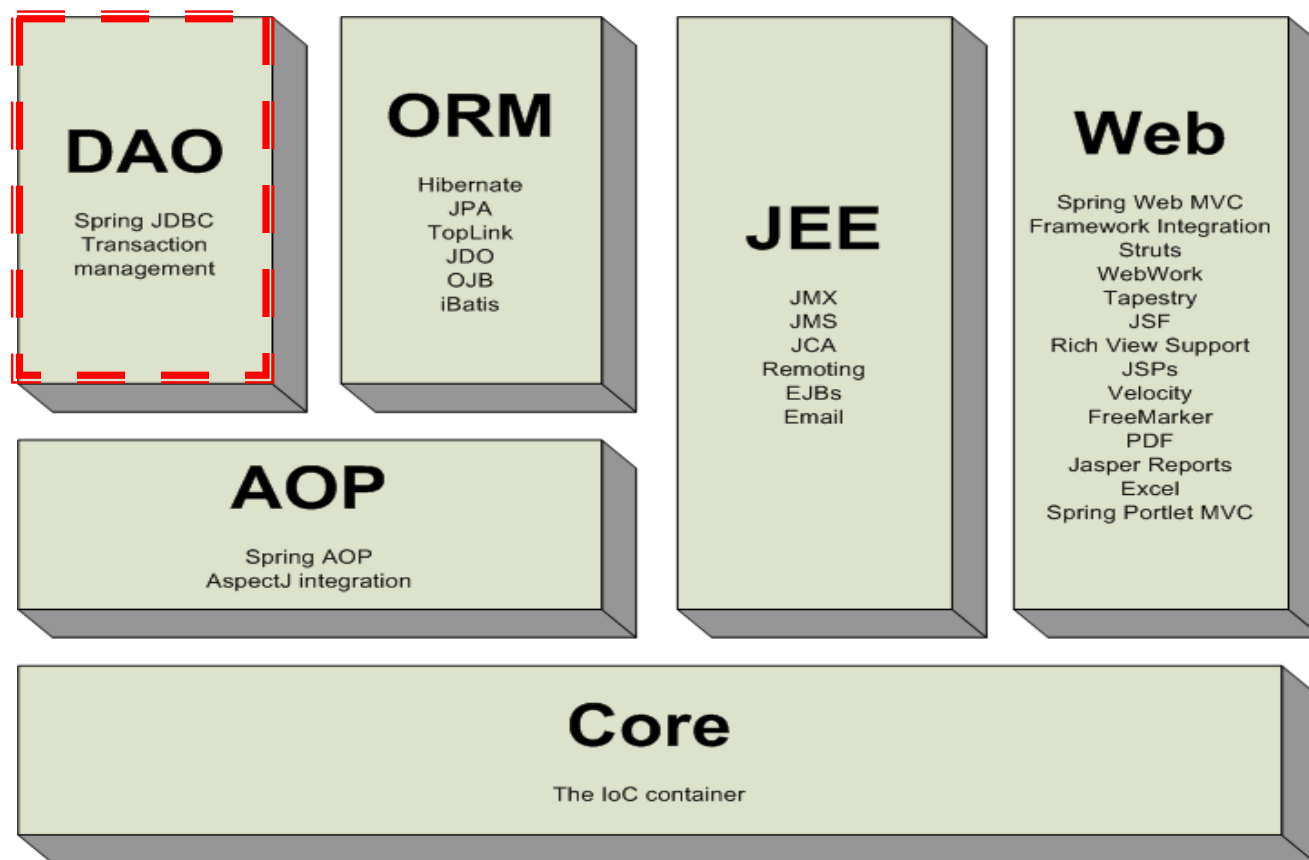 DAO
Spring JDBC
Transaction
management
ORM
Hibernate
JPA
TopLink
JDO
OJB
iBatis
JEE
JMX
JMS
JCA
Remoting
EJBs
Email
Web
Spring Web MVC
Framework Integration
Struts
WebWork
Tapestry
JSF
Rich View Support
JSPs
Velocity
FreeMarker
PDF
Jasper Reports
Excel
Spring Portlet MVC
AOP
Spring AOP
AspectJ integration
Core
The IoC container